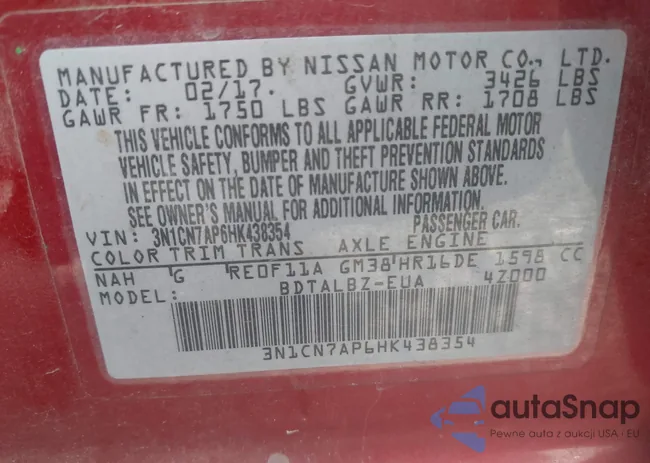 MANUFACTURED BY NISSAN MOTOR CO., LTD.
DATE: 02/17. GVWR: 3426 LBS
GAWR FR: 1750 LBS GAWR RR: 1708 LBS
THIS VEHICLE CONFORMS TO ALL APPLICABLE FEDERAL MOTOR
VEHICLE SAFETY, BUMPER AND THEFT PREVENTION STANDARDS
IN EFFECT ON THE DATE OF MANUFACTURE SHOWN ABOVE.
SEE OWNER'S MANUAL FOR ADDITIONAL INFORMATION.
VIN: 3N1CN7AP6HK438354 PASSENGER CAR.
COLOR TRIM TRANS. AXLE ENGINE
NAH G RE0F11A GM38 HR16DE 1598 CC
MODEL: BDTALBZ-EUA 4Z000
3N1CN7AP6HK438354
autaSnap
Pewne auta z aukcji USA · EU